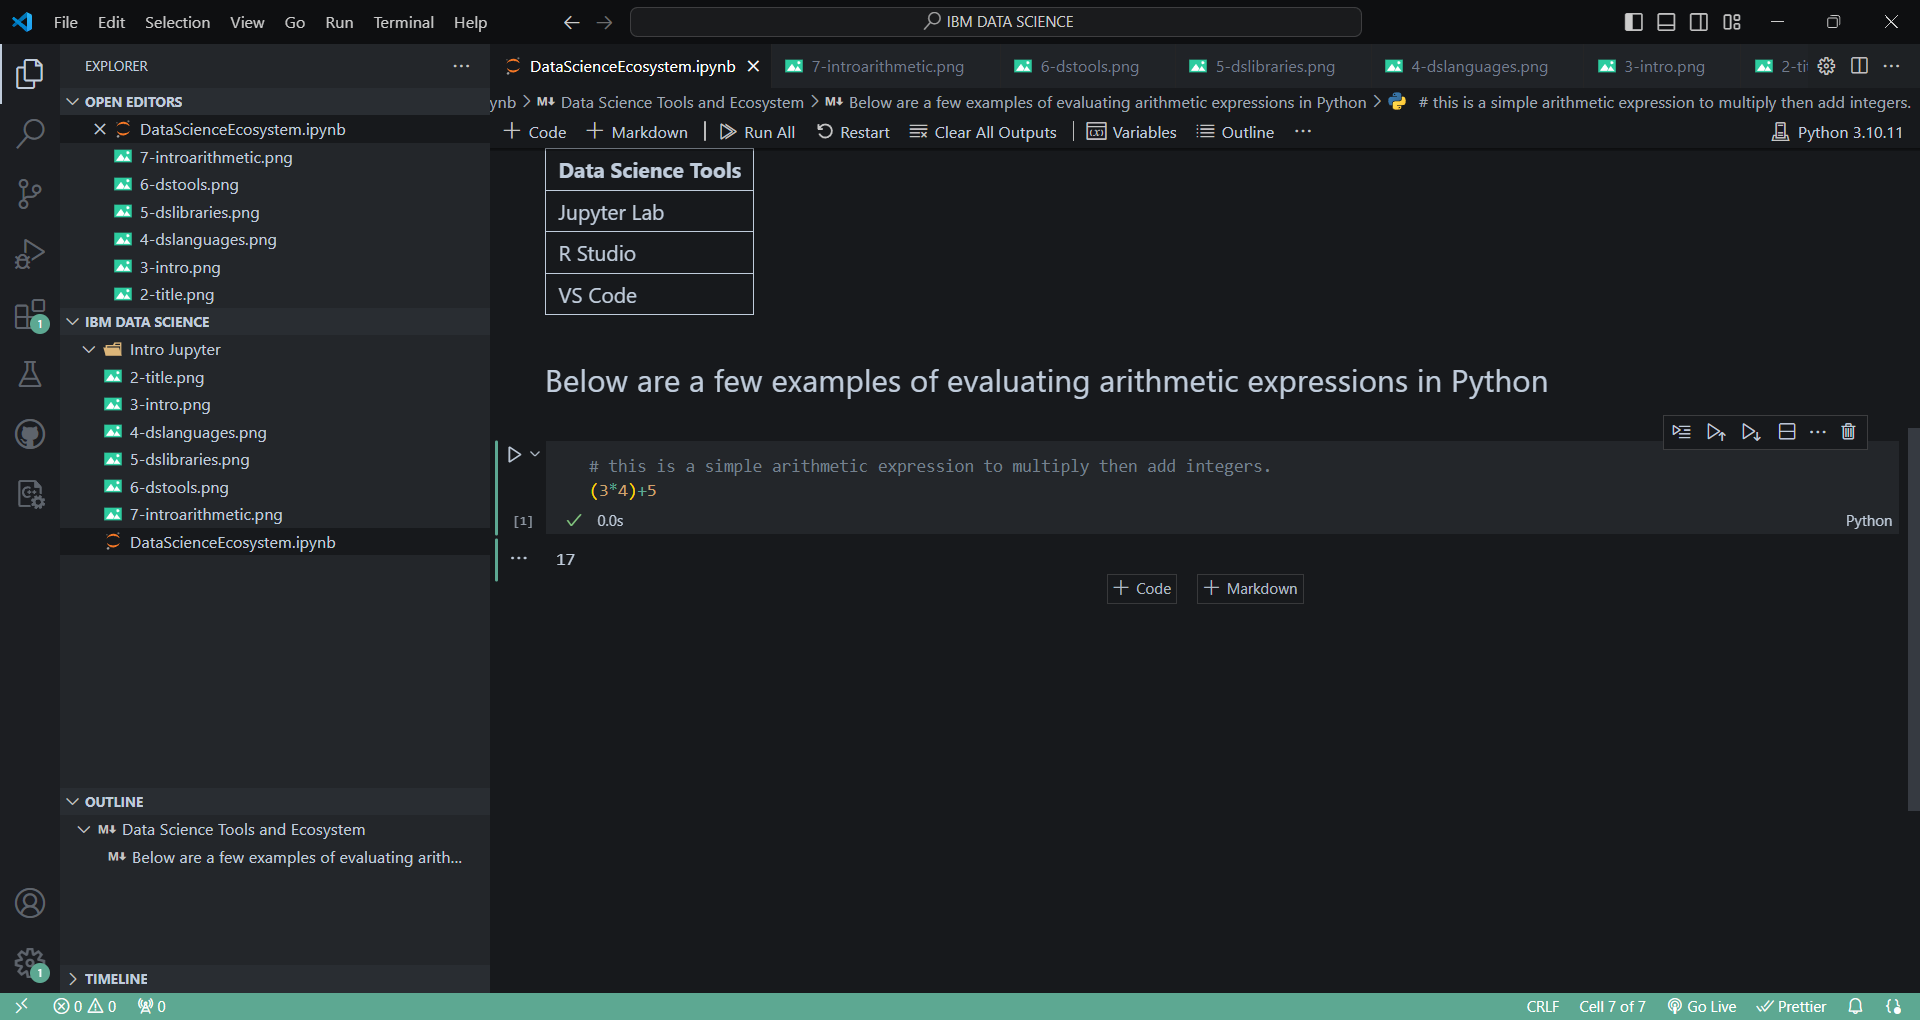 File Edit Selection View Go Run Terminal Help
IBM DATA SCIENCE
EXPLORER
OPEN EDITORS
DataScienceEcosystem.ipynb
7-introarithmetic.png
6-dstools.png
5-dslibraries.png
4-dslanguages.png
3-intro.png
2-title.png
IBM DATA SCIENCE
Intro Jupyter
2-title.png
3-intro.png
4-dslanguages.png
5-dslibraries.png
6-dstools.png
7-introarithmetic.png
DataScienceEcosystem.ipynb
OUTLINE
M↓ Data Science Tools and Ecosystem
M↓ Below are a few examples of evaluating arith...
TIMELINE
DataScienceEcosystem.ipynb 7-introarithmetic.png 6-dstools.png 5-dslibraries.png 4-dslanguages.png 3-intro.png 2-ti
ynb > M↓ Data Science Tools and Ecosystem > M↓ Below are a few examples of evaluating arithmetic expressions in Python > # this is a simple arithmetic expression to multiply then add integers.
+ Code + Markdown Run All Restart Clear All Outputs Variables Outline ... Python 3.10.11
Data Science Tools
Jupyter Lab
R Studio
VS Code
Below are a few examples of evaluating arithmetic expressions in Python
# this is a simple arithmetic expression to multiply then add integers.
(3*4)+5
[1] 0.0s Python
17
+ Code + Markdown
1
1
0 0 0 CRLF Cell 7 of 7 Go Live Prettier